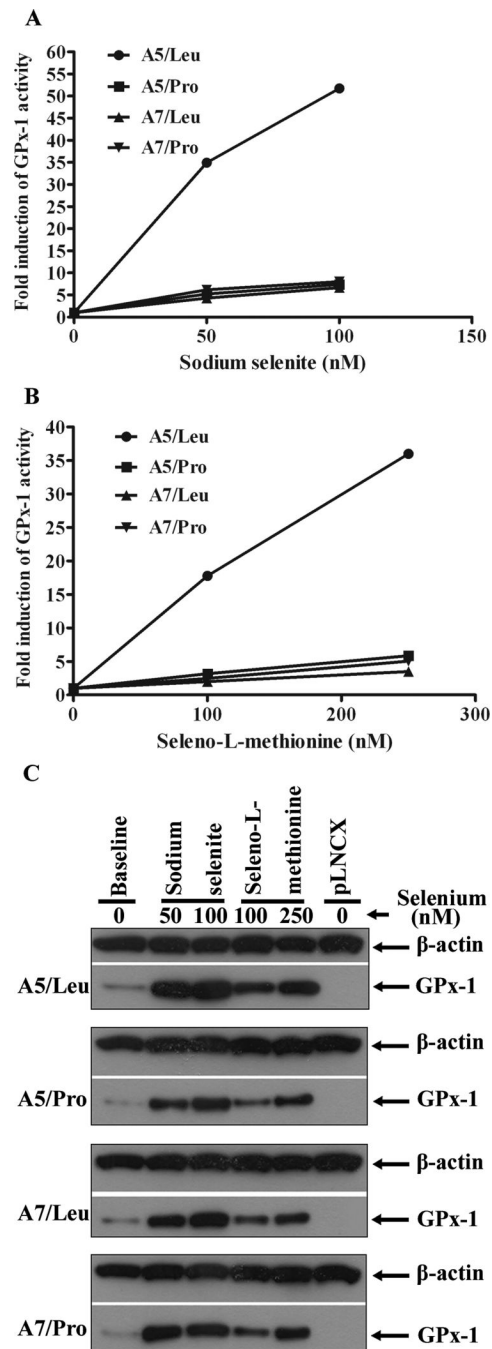 A
Fold induction of GPx-1 activity
60
55
50
45
40
35
30
25
20
15
10
5
0
A5/Leu
A5/Pro
A7/Leu
A7/Pro
0 50 100 150
Sodium selenite (nM)
B
Fold induction of GPx-1 activity
40
35
30
25
20
15
10
5
0
A5/Leu
A5/Pro
A7/Leu
A7/Pro
0 100 200 300
Seleno-L-methionine (nM)
C
Baseline
Sodium
selenite
Seleno-L-
methionine
pLNCX
0 50 100 100 250 0
Selenium
(nM)
β-actin
A5/Leu GPx-1
β-actin
A5/Pro GPx-1
β-actin
A7/Leu GPx-1
β-actin
A7/Pro GPx-1